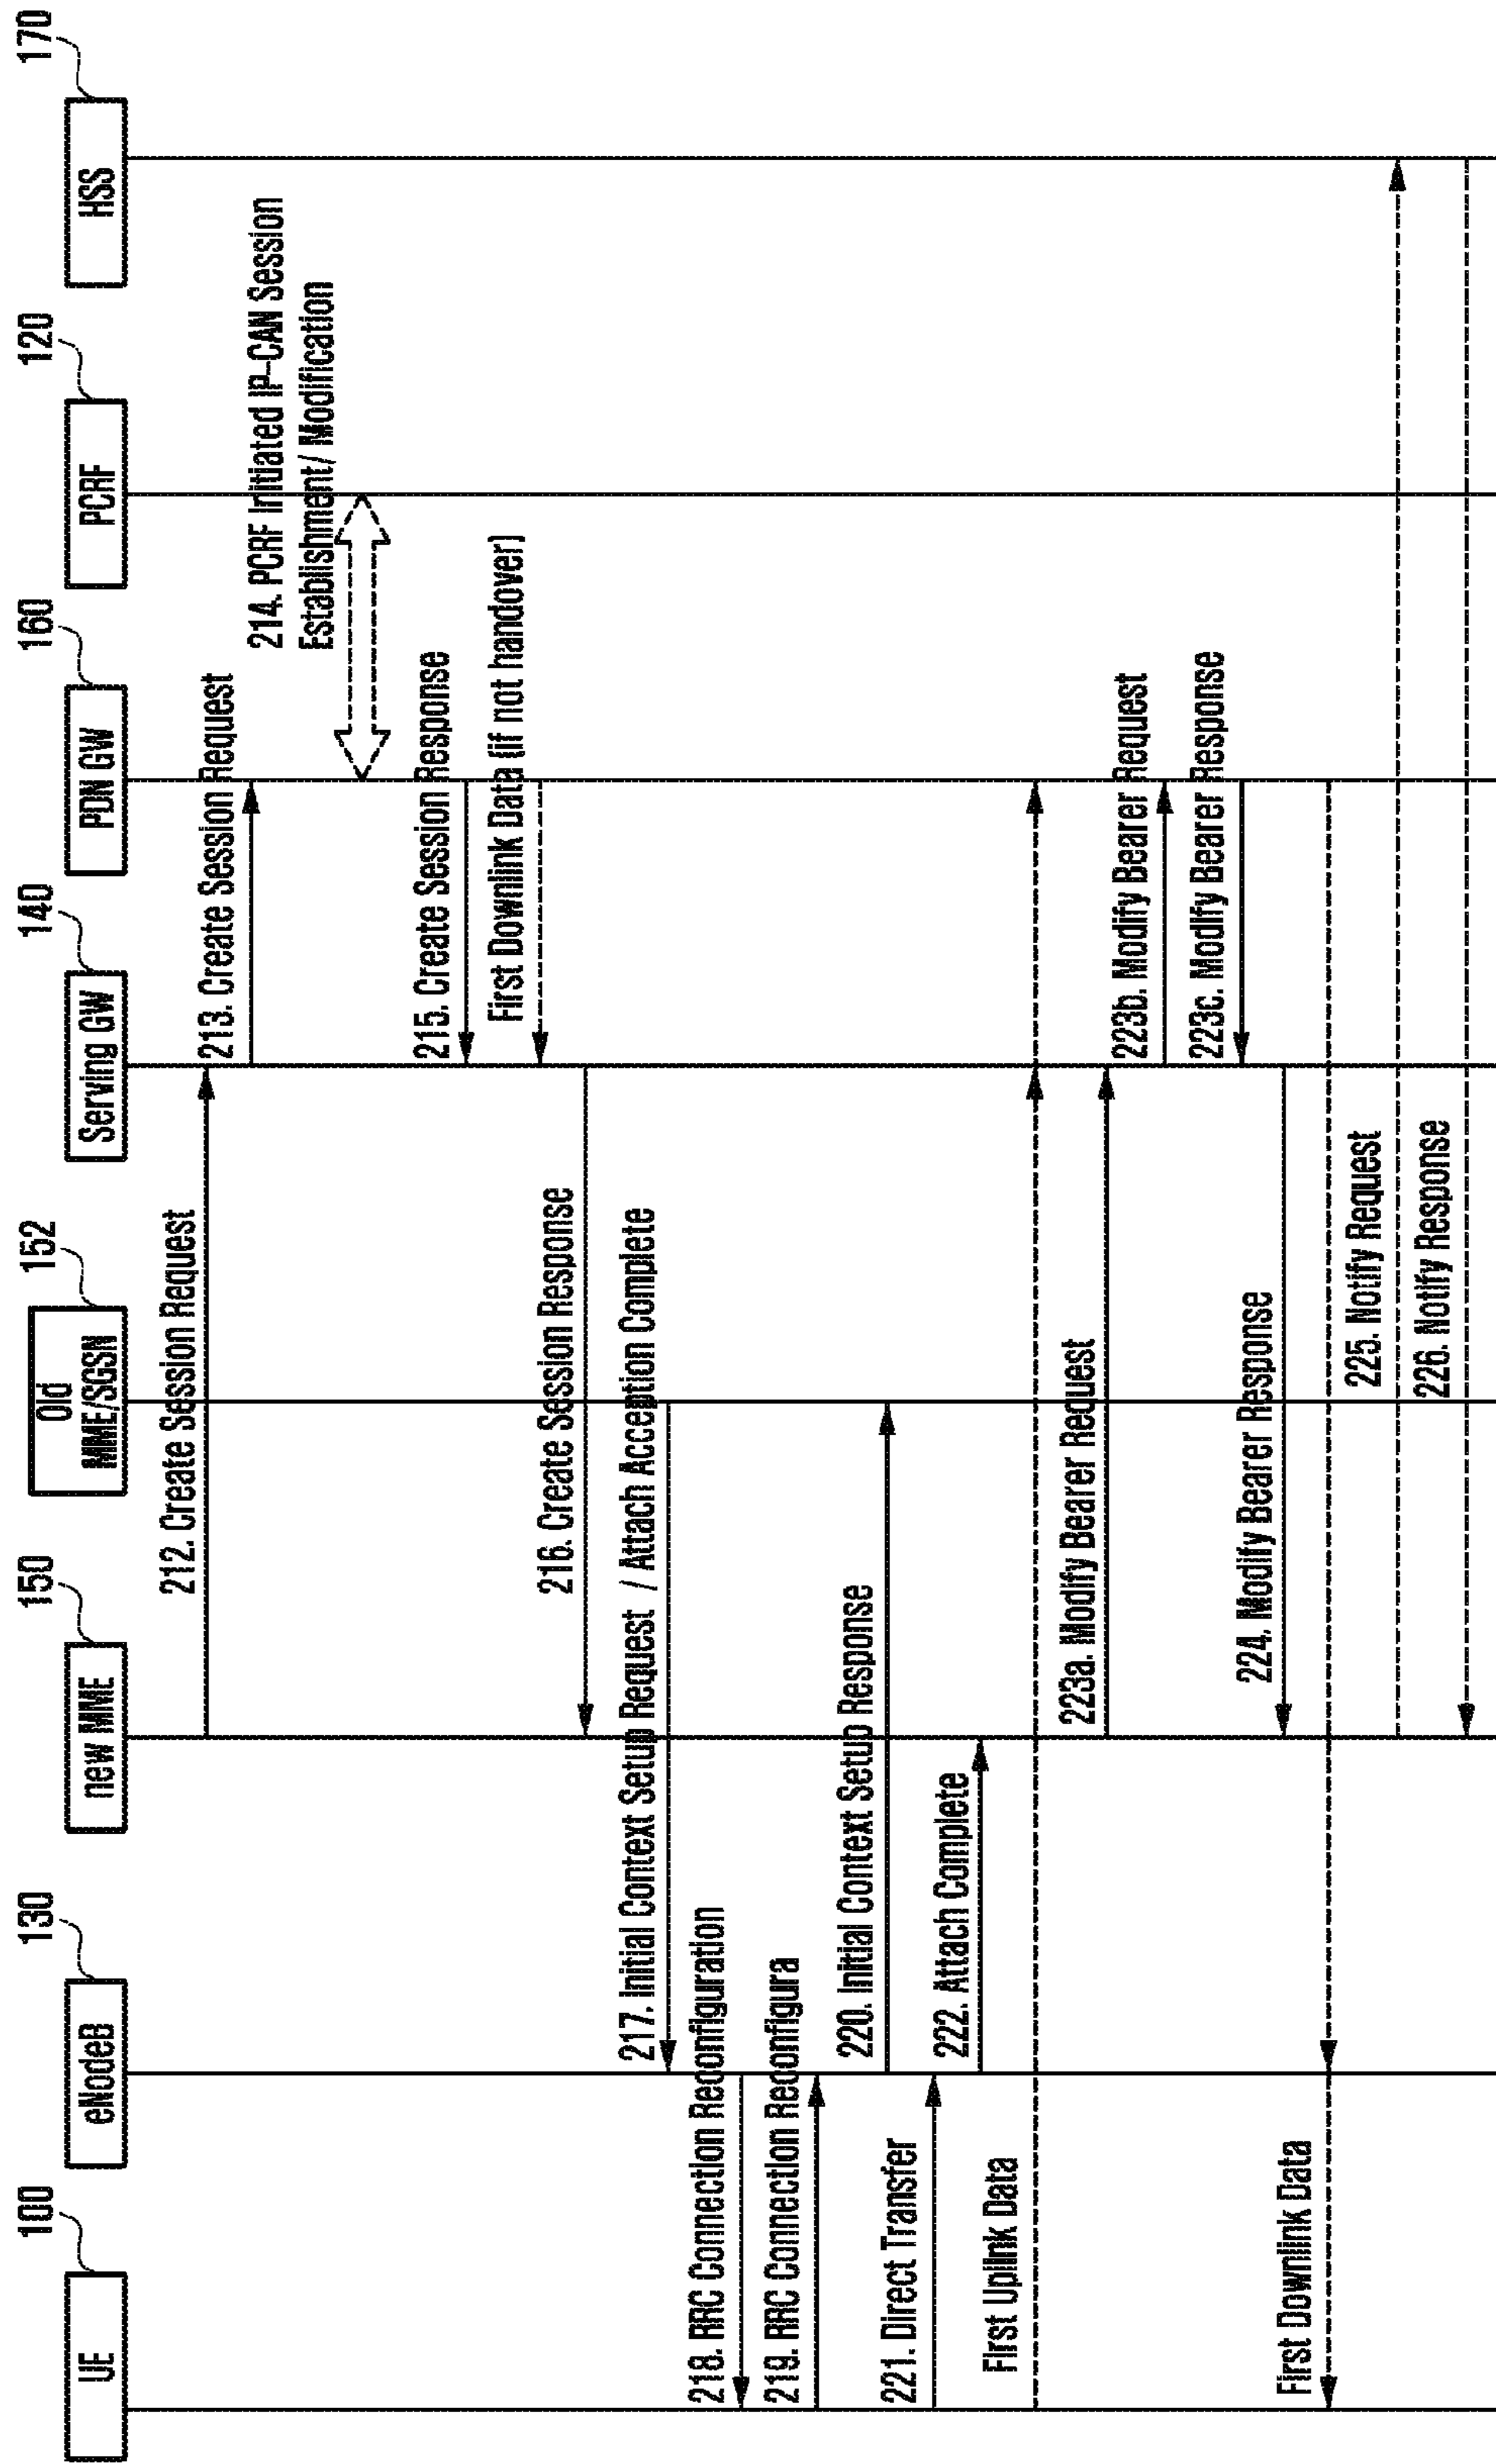 100
130
150
152
140
160
120
170
UE
eNodeB
new MME
Old
MME/SGSN
Serving GW
PDN GW
PCRF
HSS
212. Create Session Request
213. Create Session Request
214. PCRF Initiated IP-CAN Session
Establishment/ Modification
215. Create Session Response
First Downlink Data (if not handover)
216. Create Session Response
217. Initial Context Setup Request / Attach Acception Complete
218. RRC Connection Reconfiguration
219. RRC Connection Reconfigura
220. Initial Context Setup Response
221. Direct Transfer
222. Attach Complete
First Uplink Data
223a. Modify Bearer Request
223b. Modify Bearer Request
223c. Modify Bearer Response
224. Modify Bearer Response
First Downlink Data
225. Notify Request
226. Notify Response